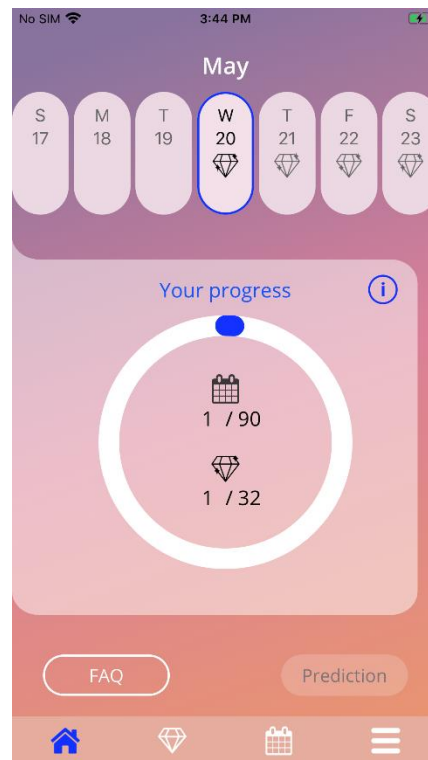 No SIM 3:44 PM
May
S M T W T F S
17 18 19 20 21 22 23
Your progress i
1 / 90
1 / 32
FAQ Prediction